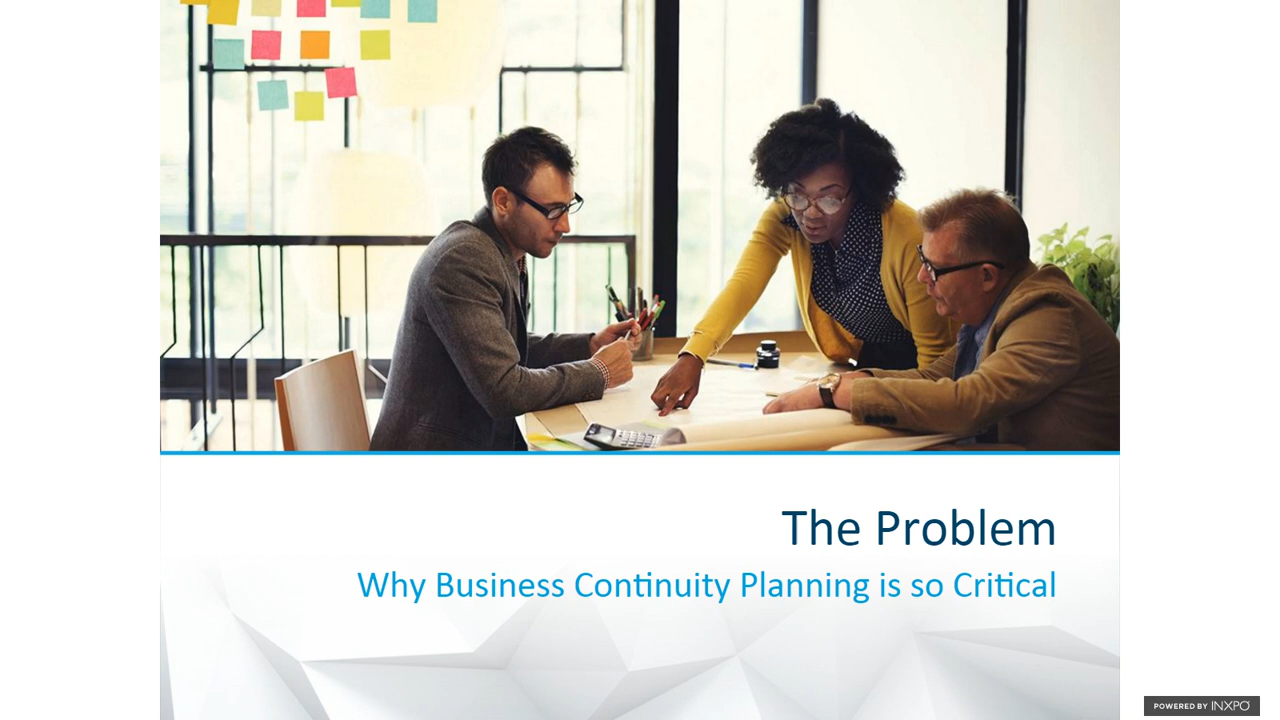 The Problem
Why Business Continuity Planning is so Critical
POWERED BY INXPO